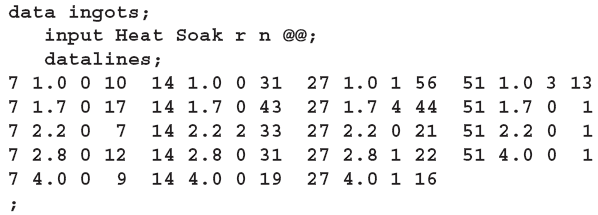 data ingots;
   input Heat Soak r n @@;
   datalines;
7 1.0 0 10  14 1.0 0 31  27 1.0 1 56  51 1.0 3 13
7 1.7 0 17  14 1.7 0 43  27 1.7 4 44  51 1.7 0  1
7 2.2 0  7  14 2.2 2 33  27 2.2 0 21  51 2.2 0  1
7 2.8 0 12  14 2.8 0 31  27 2.8 1 22  51 4.0 0  1
7 4.0 0  9  14 4.0 0 19  27 4.0 1 16
;